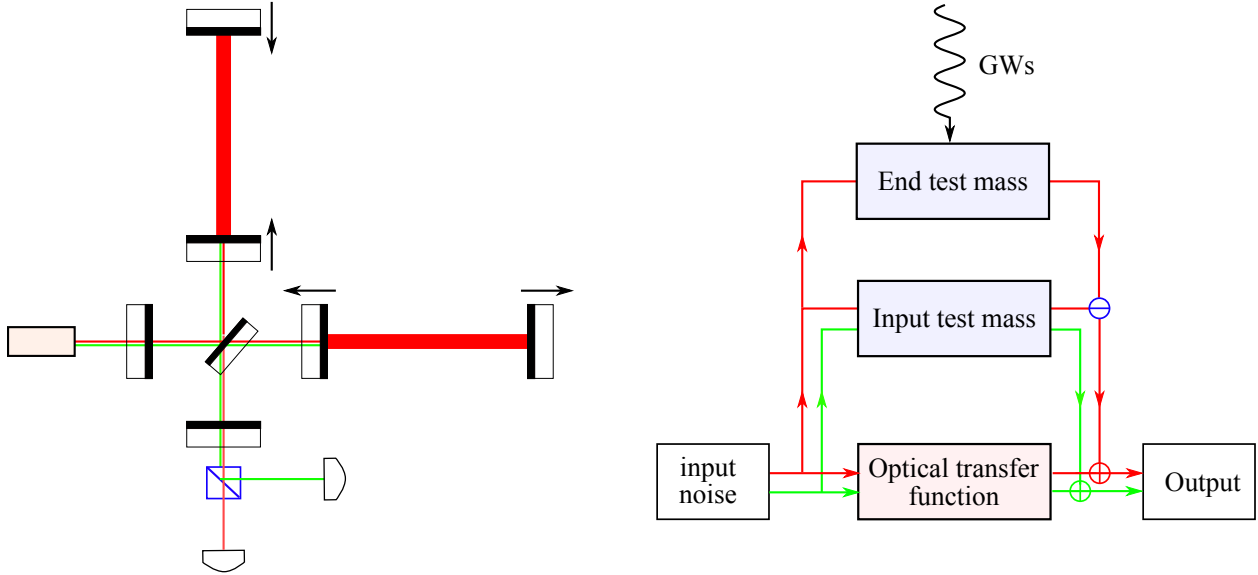 GWs
End test mass
Input test mass
input
noise
Optical transfer
function
Output